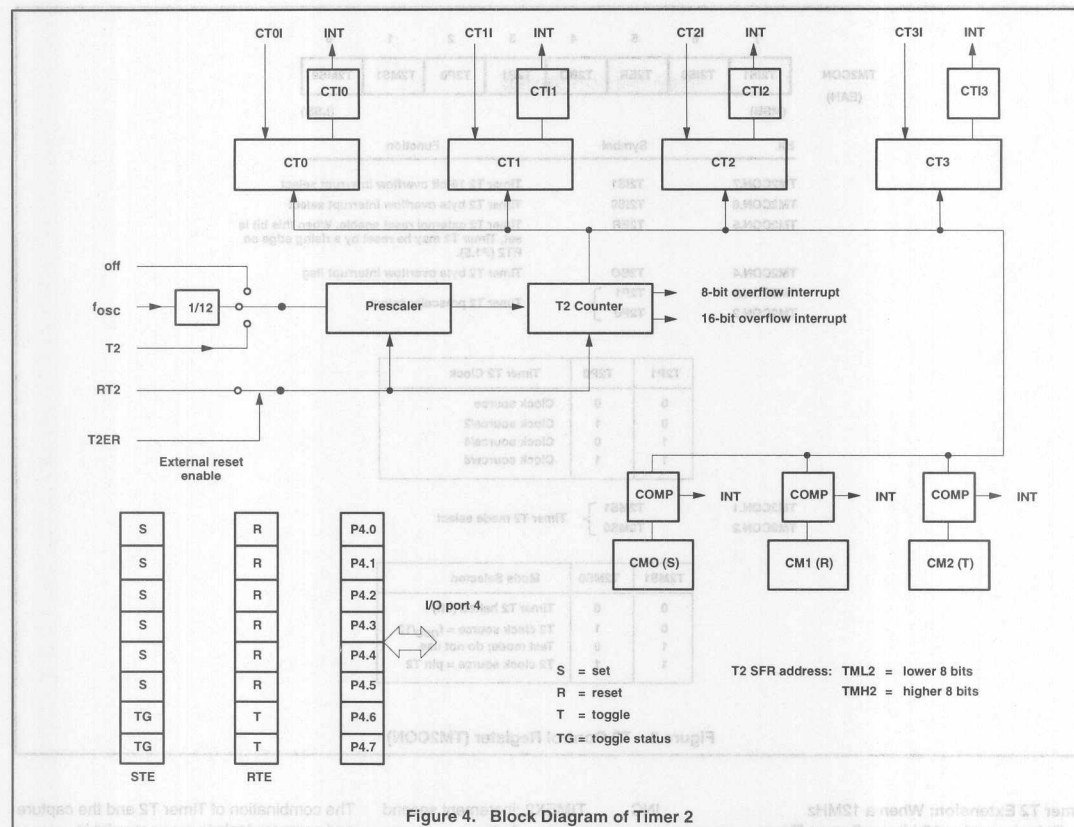 CT0I INT CT1I INT CT2I INT CT3I INT
CTI0 CTI1 CTI2 CTI3
CT0 CT1 CT2 CT3
off
fosc 1/12 Prescaler T2 Counter 8-bit overflow interrupt
16-bit overflow interrupt
T2
RT2
T2ER
External reset
enable
COMP INT COMP INT COMP INT
CMO (S) CM1 (R) CM2 (T)
S R P4.0
S R P4.1
S R P4.2
S R P4.3
S R P4.4
S R P4.5
TG T P4.6
TG T P4.7
STE RTE
I/O port 4
S = set
R = reset
T = toggle
TG = toggle status
T2 SFR address: TML2 = lower 8 bits
TMH2 = higher 8 bits
Figure 4. Block Diagram of Timer 2